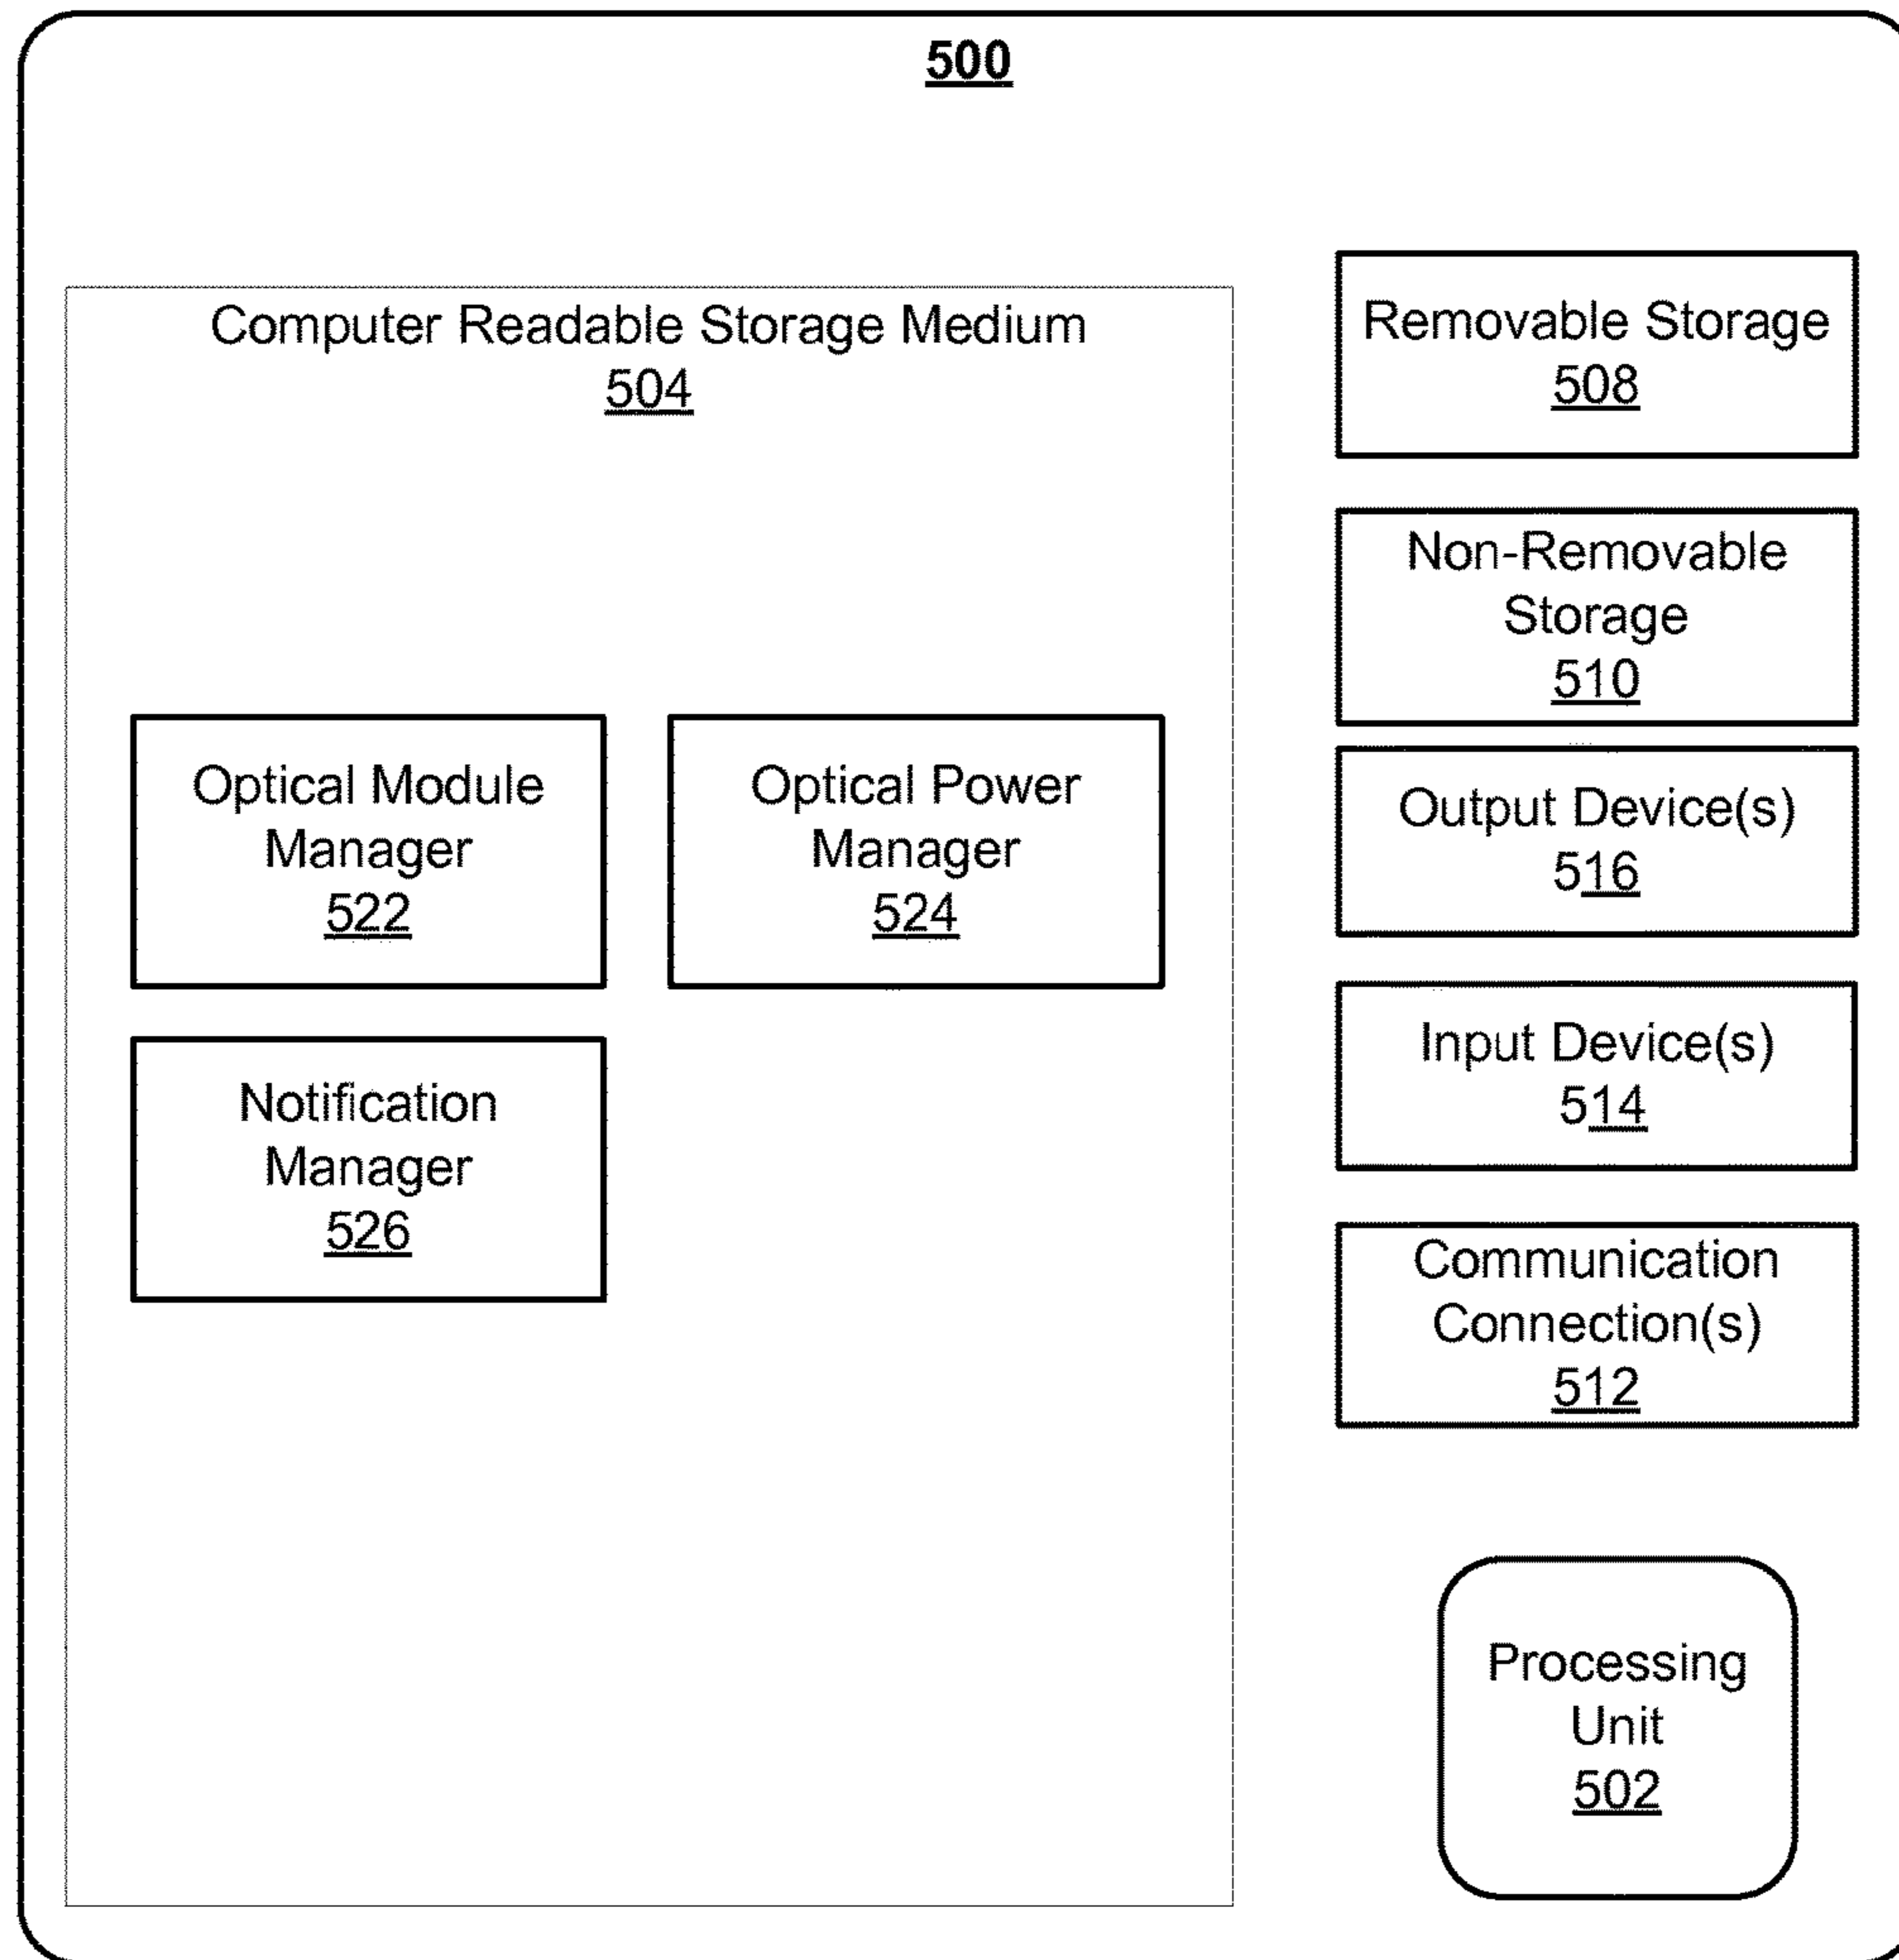 500
Computer Readable Storage Medium
504
Optical Module
Manager
522
Optical Power
Manager
524
Notification
Manager
526
Removable Storage
508
Non-Removable
Storage
510
Output Device(s)
516
Input Device(s)
514
Communication
Connection(s)
512
Processing
Unit
502